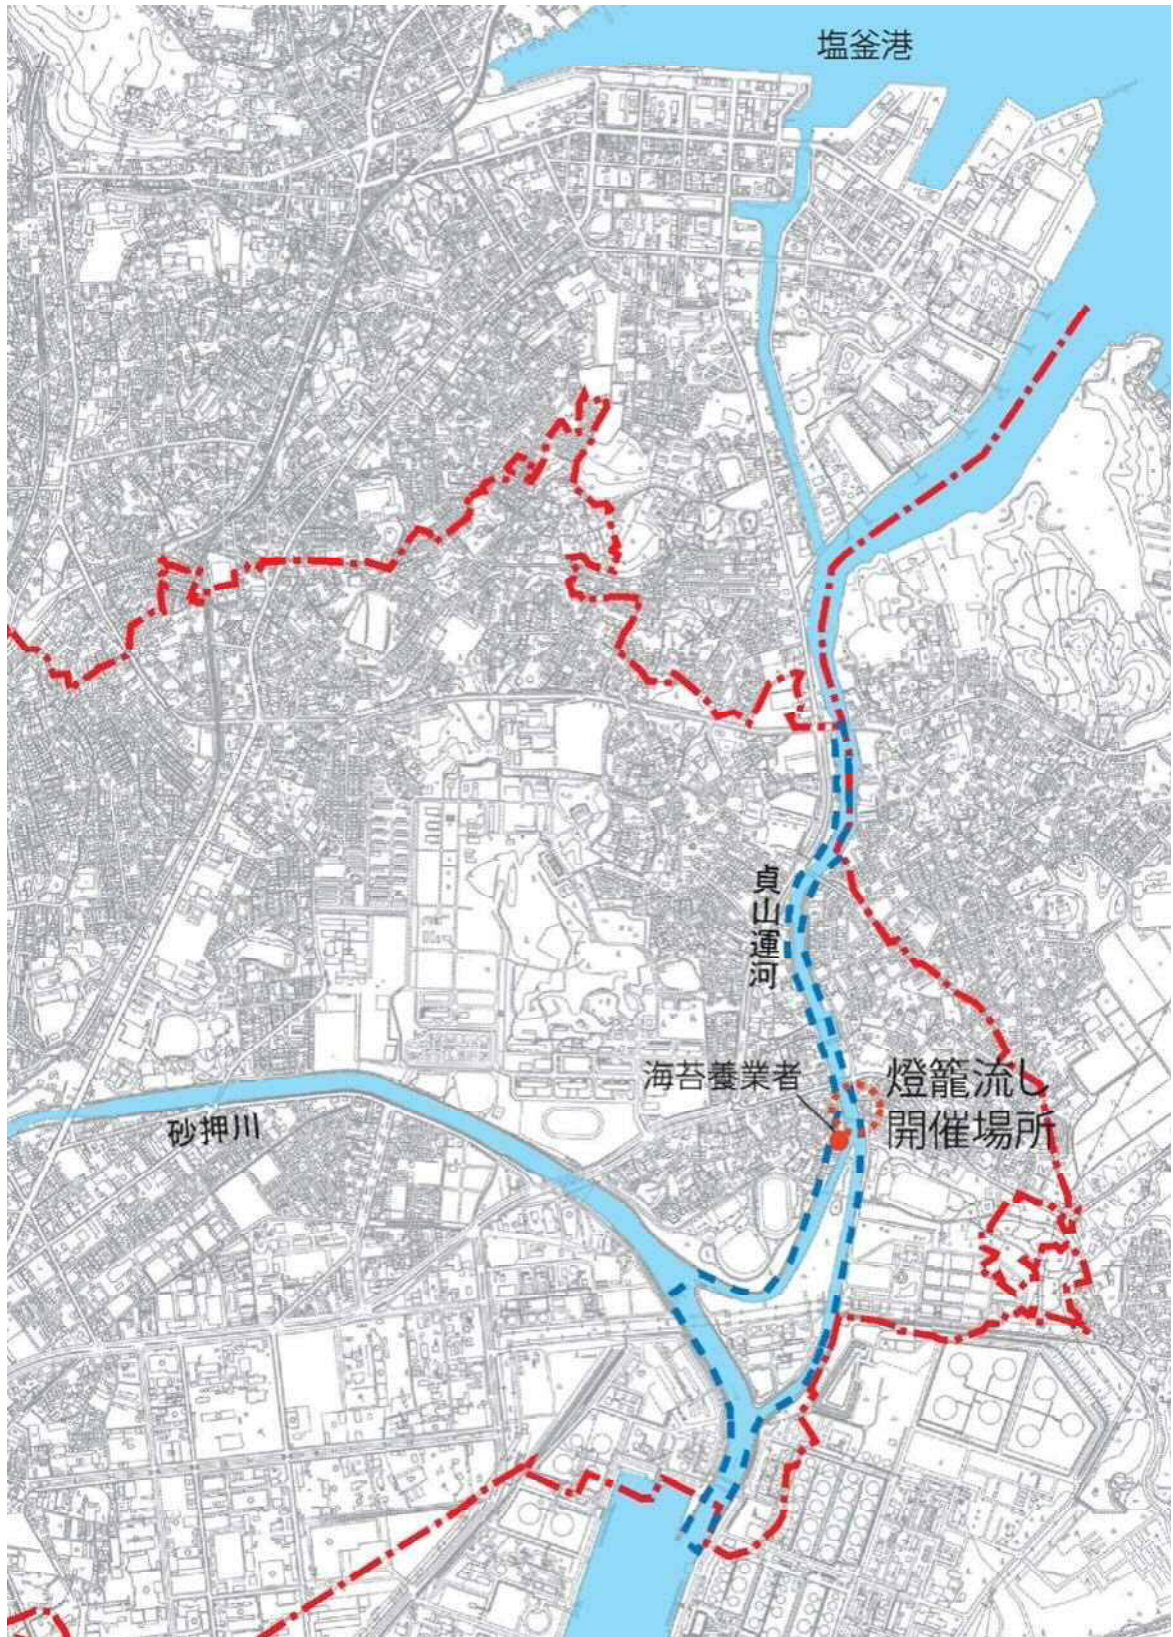 塩釜港
貞山運河
海苔養業者
燈籠流し
開催場所
砂押川